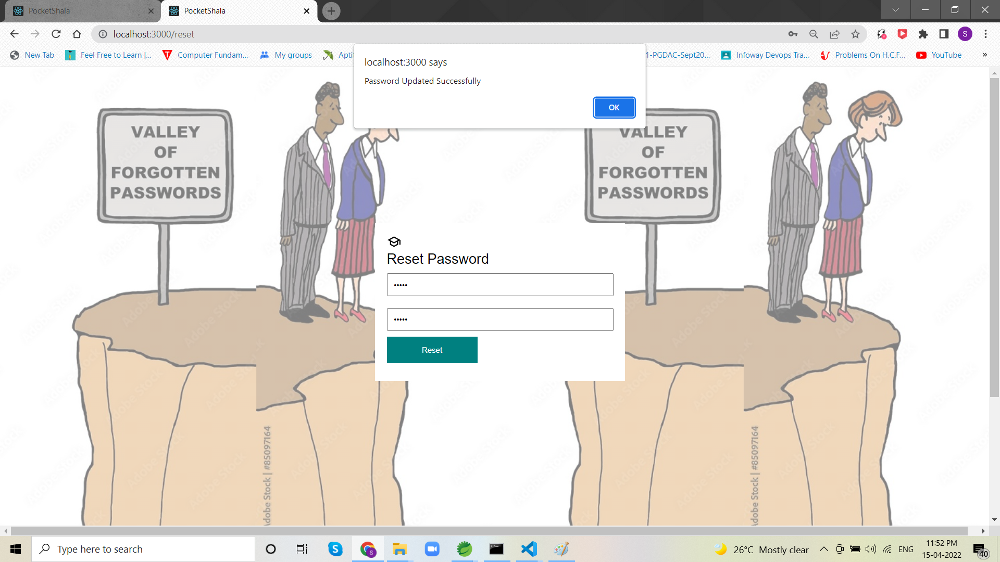 PocketShala
PocketShala
localhost:3000/reset
S
New Tab
Feel Free to Learn |...
Computer Fundam...
My groups
Aptit
1-PGDAC-Sept20...
Infoway Devops Tra...
Problems On H.C.F...
YouTube
»
localhost:3000 says
Password Updated Successfully
OK
VALLEY
OF
FORGOTTEN
PASSWORDS
VALLEY
OF
FORGOTTEN
PASSWORDS
Reset Password
•••••
•••••
Reset
Adobe Stock | #85097164
Adobe Stock | #85097164
Type here to search
26°C Mostly clear
ENG
11:52 PM
15-04-2022
40